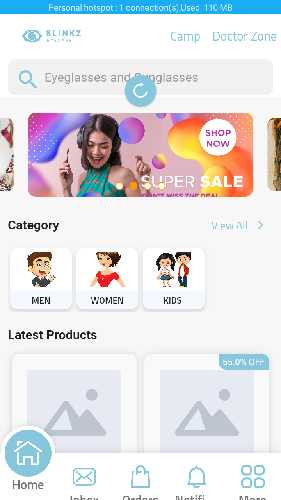 Personal hotspot : 1 connection(s) Used 110 MB
BLINKZ
Camp Doctor Zone
Eyeglasses and Sunglasses
SHOP
NOW
SUPER SALE
DON'T MISS THE DEAL
Category
View All
MEN WOMEN KIDS
Latest Products
55.0% OFF
Home Inbox Orders Notifi.. More